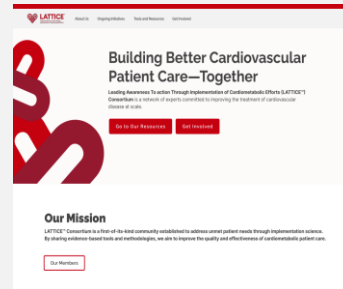 LATTICE
About Us
Ongoing Initiatives
Tools and Resources
Get Involved
Building Better Cardiovascular
Patient Care—Together
Leading Awareness To action Through Implementation of Cardiometabolic Efforts (LATTICE™)
Consortium is a network of experts committed to improving the treatment of cardiovascular
disease at scale.
Go to Our Resources
Get Involved
Our Mission
LATTICE™ Consortium is a first-of-its-kind community established to address unmet patient needs through implementation science.
By sharing evidence-based tools and methodologies, we aim to improve the quality and effectiveness of cardiometabolic patient care.
Our Members